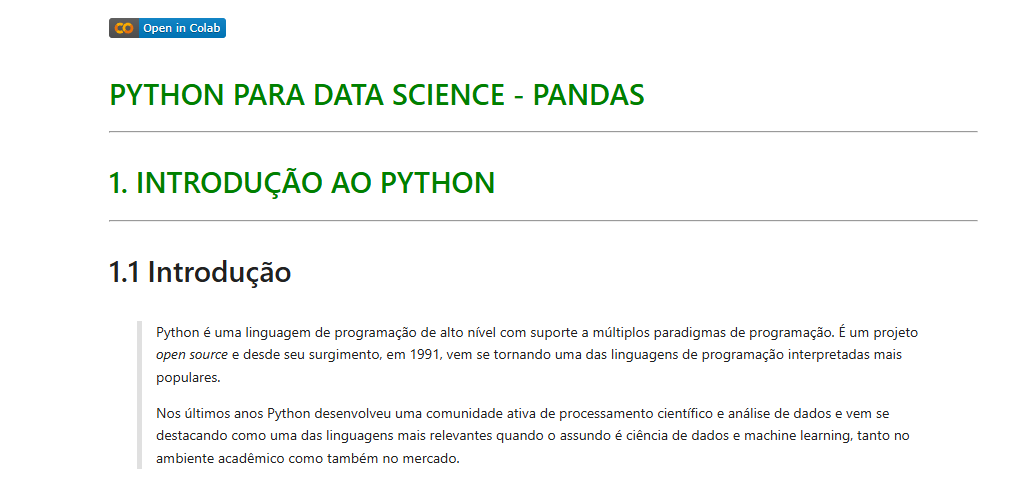 Open in Colab
PYTHON PARA DATA SCIENCE - PANDAS
1. INTRODUÇÃO AO PYTHON
1.1 Introdução
Python é uma linguagem de programação de alto nível com suporte a múltiplos paradigmas de programação. É um projeto
open source e desde seu surgimento, em 1991, vem se tornando uma das linguagens de programação interpretadas mais
populares.
Nos últimos anos Python desenvolveu uma comunidade ativa de processamento científico e análise de dados e vem se
destacando como uma das linguagens mais relevantes quando o assundo é ciência de dados e machine learning, tanto no
ambiente acadêmico como também no mercado.